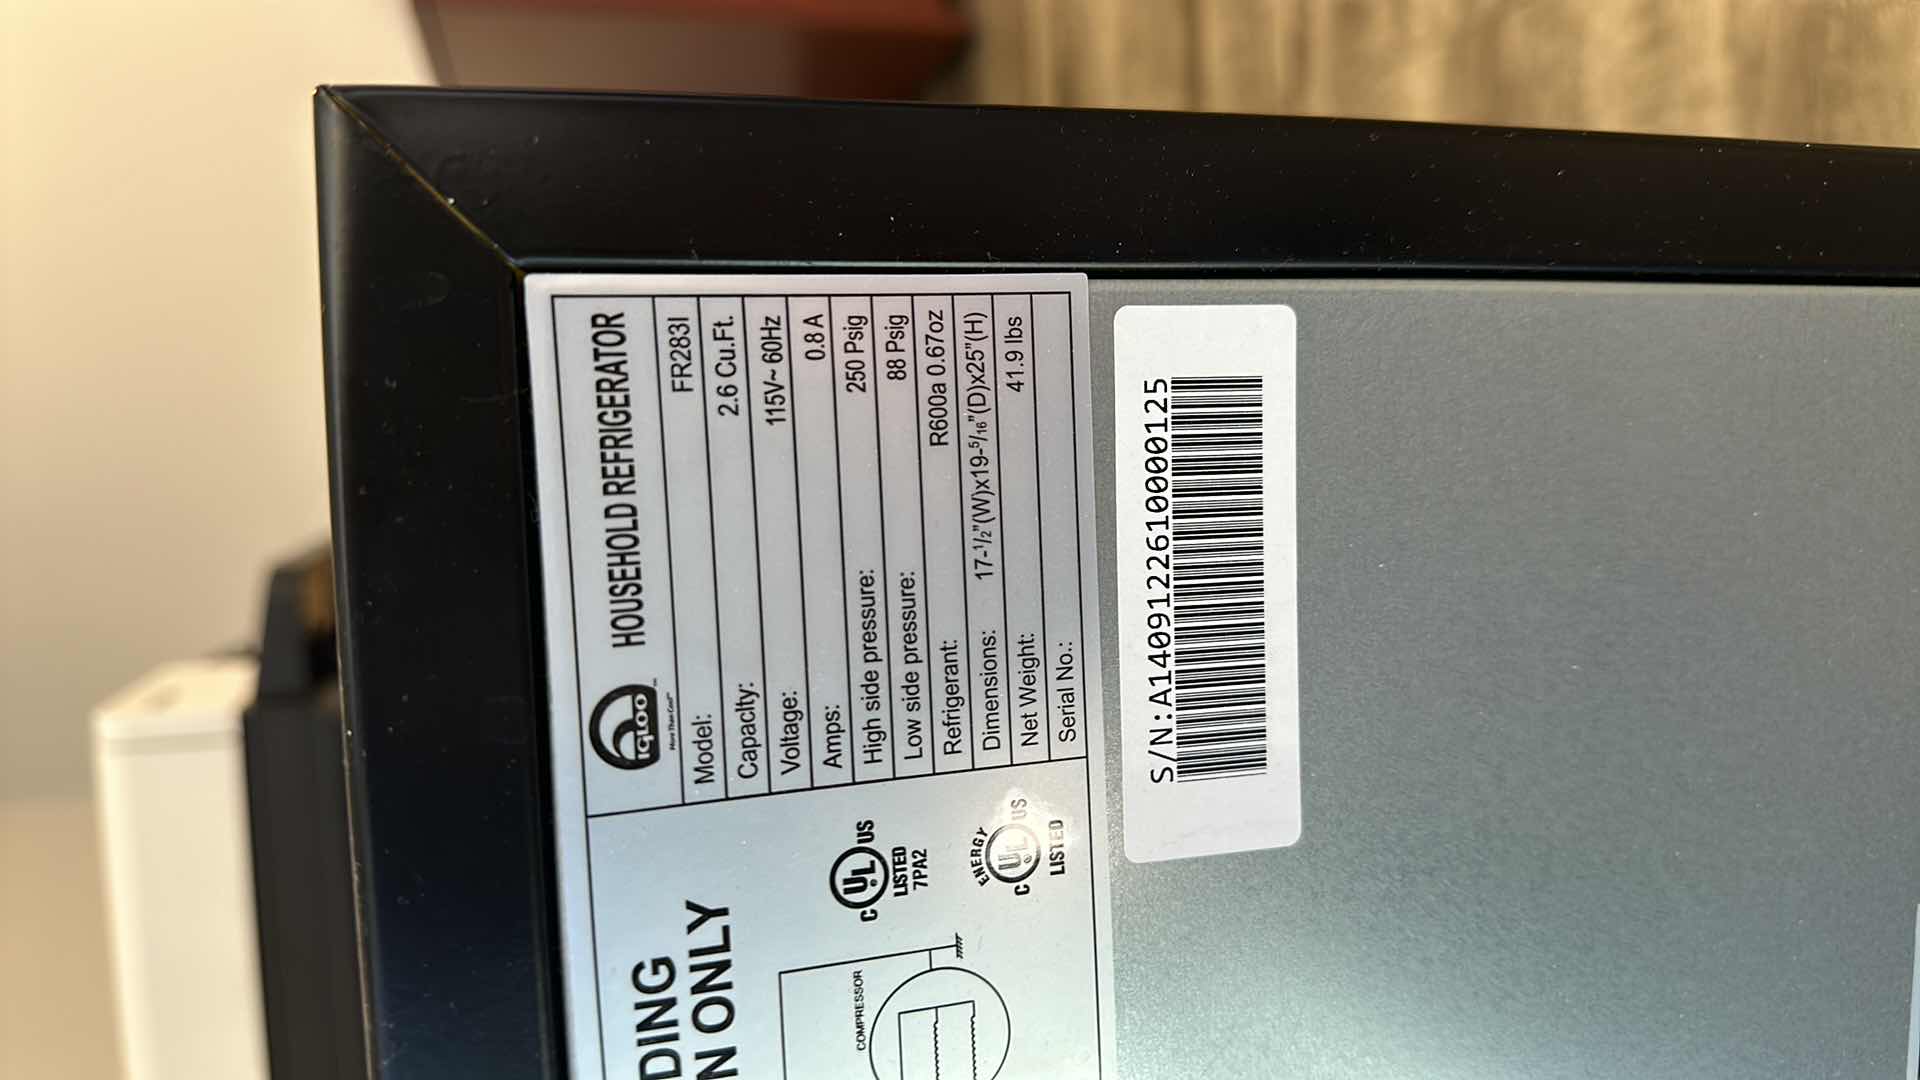 IGLOO™
More Than Cool™
HOUSEHOLD REFRIGERATOR
Model: FR283I
Capacity: 2.6 Cu.Ft.
Voltage: 115V~ 60Hz
Amps: 0.8 A
High side pressure: 250 Psig
Low side pressure: 88 Psig
Refrigerant: R600a 0.67oz
Dimensions: 17-1/2"(W)x19-5/16"(D)x25"(H)
Net Weight: 41.9 lbs
Serial No.:
S/N:A1409122610000125
DING
N ONLY
C UL US
LISTED
7PA2
ENERGY
C UL US
LISTED
COMPRESSOR